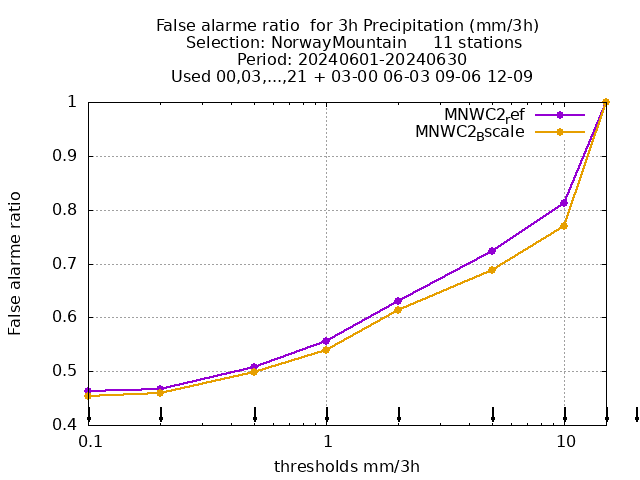 False alarme ratio  for 3h Precipitation (mm/3h)
Selection: NorwayMountain     11 stations
Period: 20240601-20240630
Used 00,03,...,21 + 03-00 06-03 09-06 12-09
1
MNWC2ref
MNWC2Bscale
0.9
0.8
0.7
0.6
0.5
0.4
False alarme ratio
0.1 1 10
thresholds mm/3h